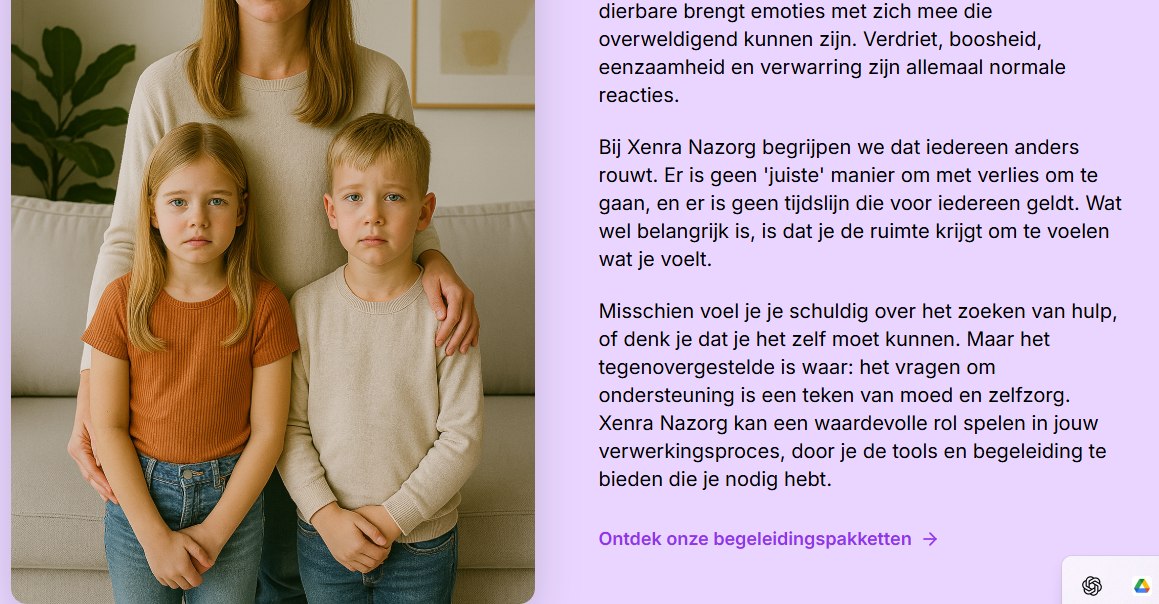 dierbare brengt emoties met zich mee die
overweldigend kunnen zijn. Verdriet, boosheid,
eenzaamheid en verwarring zijn allemaal normale
reacties.
Bij Xenra Nazorg begrijpen we dat iedereen anders
rouwt. Er is geen 'juiste' manier om met verlies om te
gaan, en er is geen tijdslijn die voor iedereen geldt. Wat
wel belangrijk is, is dat je de ruimte krijgt om te voelen
wat je voelt.
Misschien voel je je schuldig over het zoeken van hulp,
of denk je dat je het zelf moet kunnen. Maar het
tegenovergestelde is waar: het vragen om
ondersteuning is een teken van moed en zelfzorg.
Xenra Nazorg kan een waardevolle rol spelen in jouw
verwerkingsproces, door je de tools en begeleiding te
bieden die je nodig hebt.
Ontdek onze begeleidingspakketten →